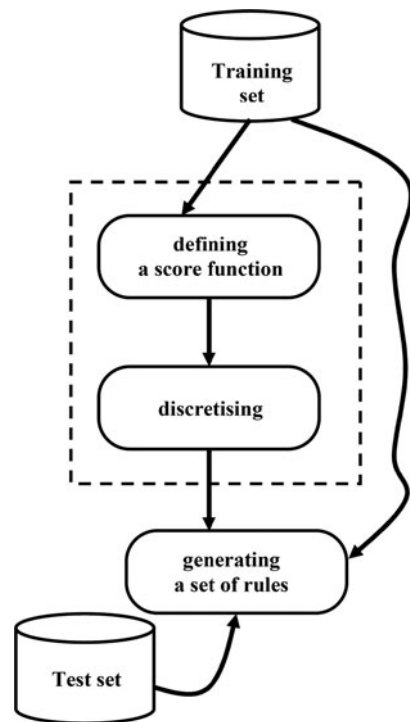 Training
set
defining
a score function
discretising
generating
a set of rules
Test set